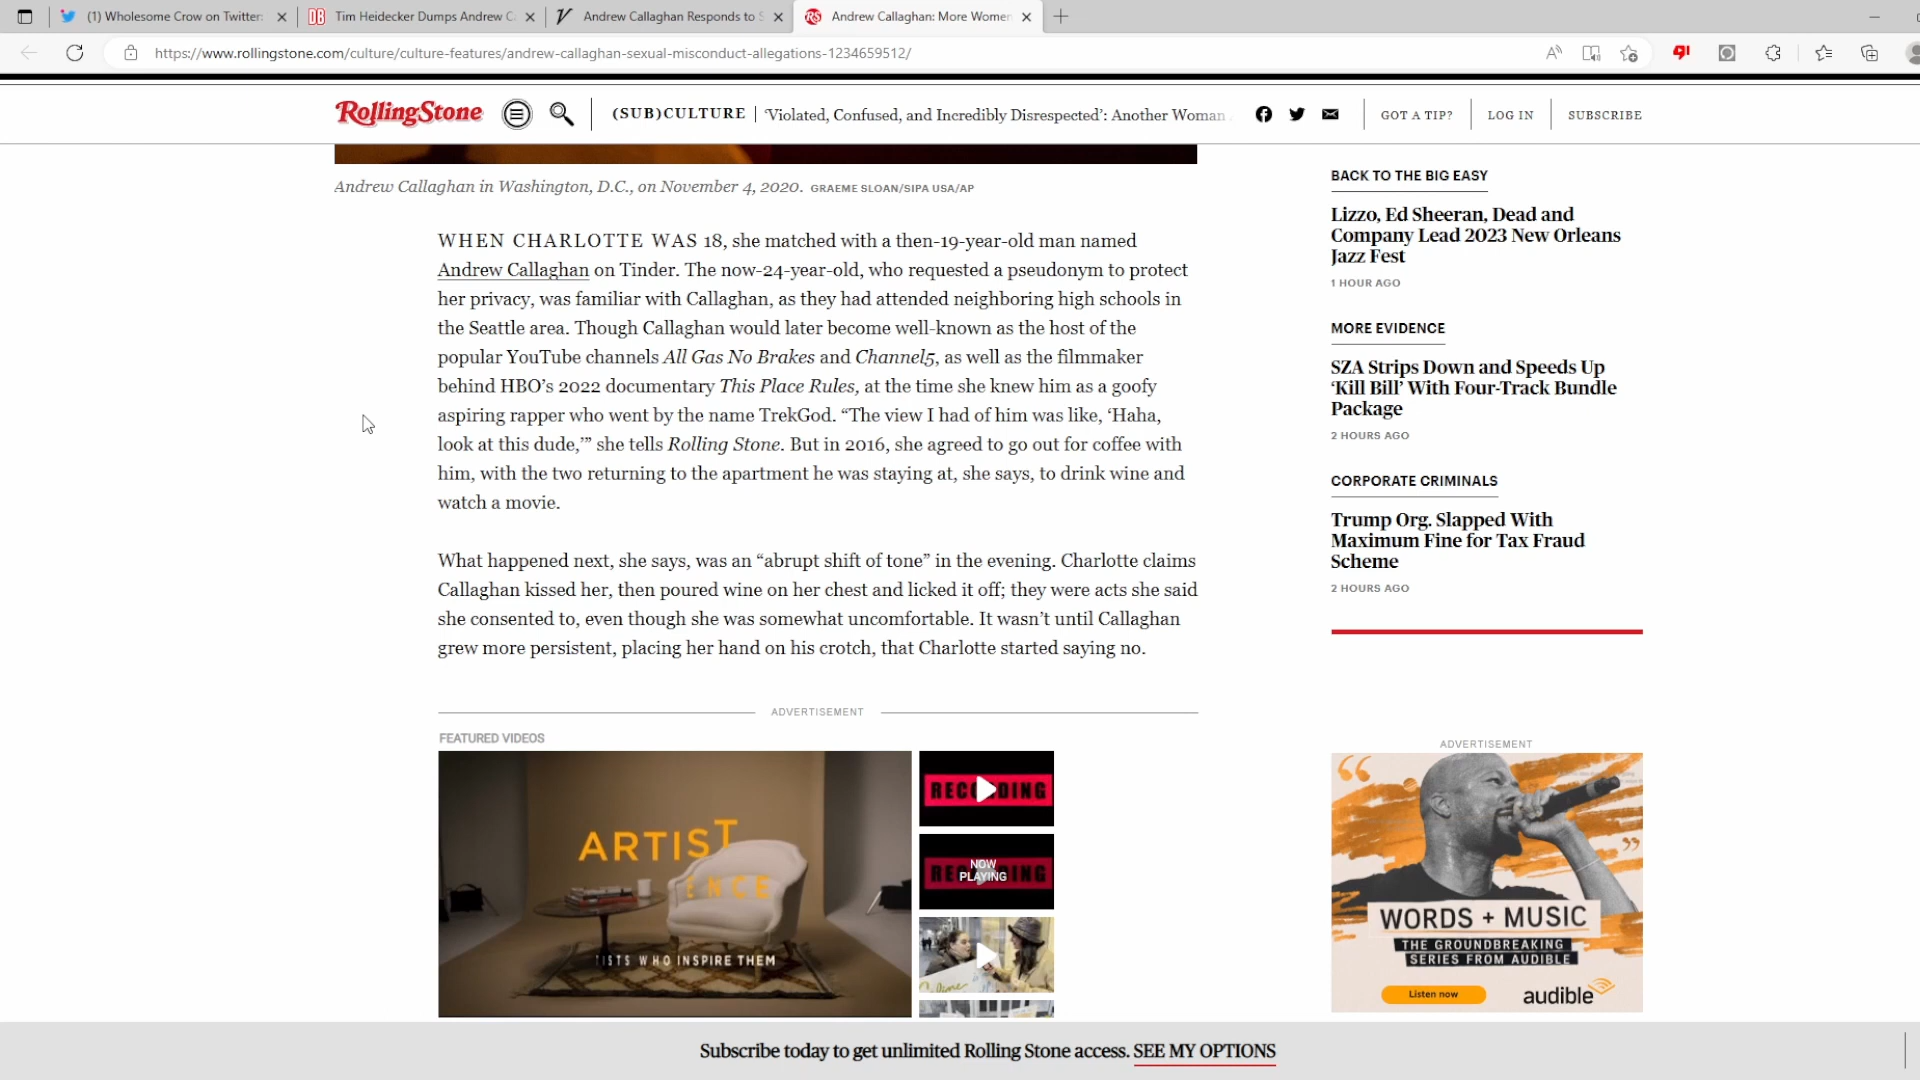 (1) Wholesome Crow on Twitter:
DB
Tim Heidecker Dumps Andrew C
Andrew Callaghan Responds to S
RS
Andrew Callaghan: More Women
https://www.rollingstone.com/culture/culture-features/andrew-callaghan-sexual-misconduct-allegations-1234659512/
RollingStone
(SUB)CULTURE
‘Violated, Confused, and Incredibly Disrespected’: Another Woman
GOT A TIP?
LOG IN
SUBSCRIBE
Andrew Callaghan in Washington, D.C., on November 4, 2020. GRAEME SLOAN/SIPA USA/AP
WHEN CHARLOTTE WAS 18, she matched with a then-19-year-old man named
Andrew Callaghan on Tinder. The now-24-year-old, who requested a pseudonym to protect
her privacy, was familiar with Callaghan, as they had attended neighboring high schools in
the Seattle area. Though Callaghan would later become well-known as the host of the
popular YouTube channels All Gas No Brakes and Channel5, as well as the filmmaker
behind HBO’s 2022 documentary This Place Rules, at the time she knew him as a goofy
aspiring rapper who went by the name TrekGod. “The view I had of him was like, ‘Haha,
look at this dude,’” she tells Rolling Stone. But in 2016, she agreed to go out for coffee with
him, with the two returning to the apartment he was staying at, she says, to drink wine and
watch a movie.
What happened next, she says, was an “abrupt shift of tone” in the evening. Charlotte claims
Callaghan kissed her, then poured wine on her chest and licked it off; they were acts she said
she consented to, even though she was somewhat uncomfortable. It wasn’t until Callaghan
grew more persistent, placing her hand on his crotch, that Charlotte started saying no.
ADVERTISEMENT
FEATURED VIDEOS
ARTIST
ENCE
ISTS WHO INSPIRE THEM
NOW
PLAYING
BACK TO THE BIG EASY
Lizzo, Ed Sheeran, Dead and
Company Lead 2023 New Orleans
Jazz Fest
1 HOUR AGO
MORE EVIDENCE
SZA Strips Down and Speeds Up
‘Kill Bill’ With Four-Track Bundle
Package
2 HOURS AGO
CORPORATE CRIMINALS
Trump Org. Slapped With
Maximum Fine for Tax Fraud
Scheme
2 HOURS AGO
ADVERTISEMENT
WORDS + MUSIC
THE GROUNDBREAKING
SERIES FROM AUDIBLE
Listen now
audible
Subscribe today to get unlimited Rolling Stone access. SEE MY OPTIONS